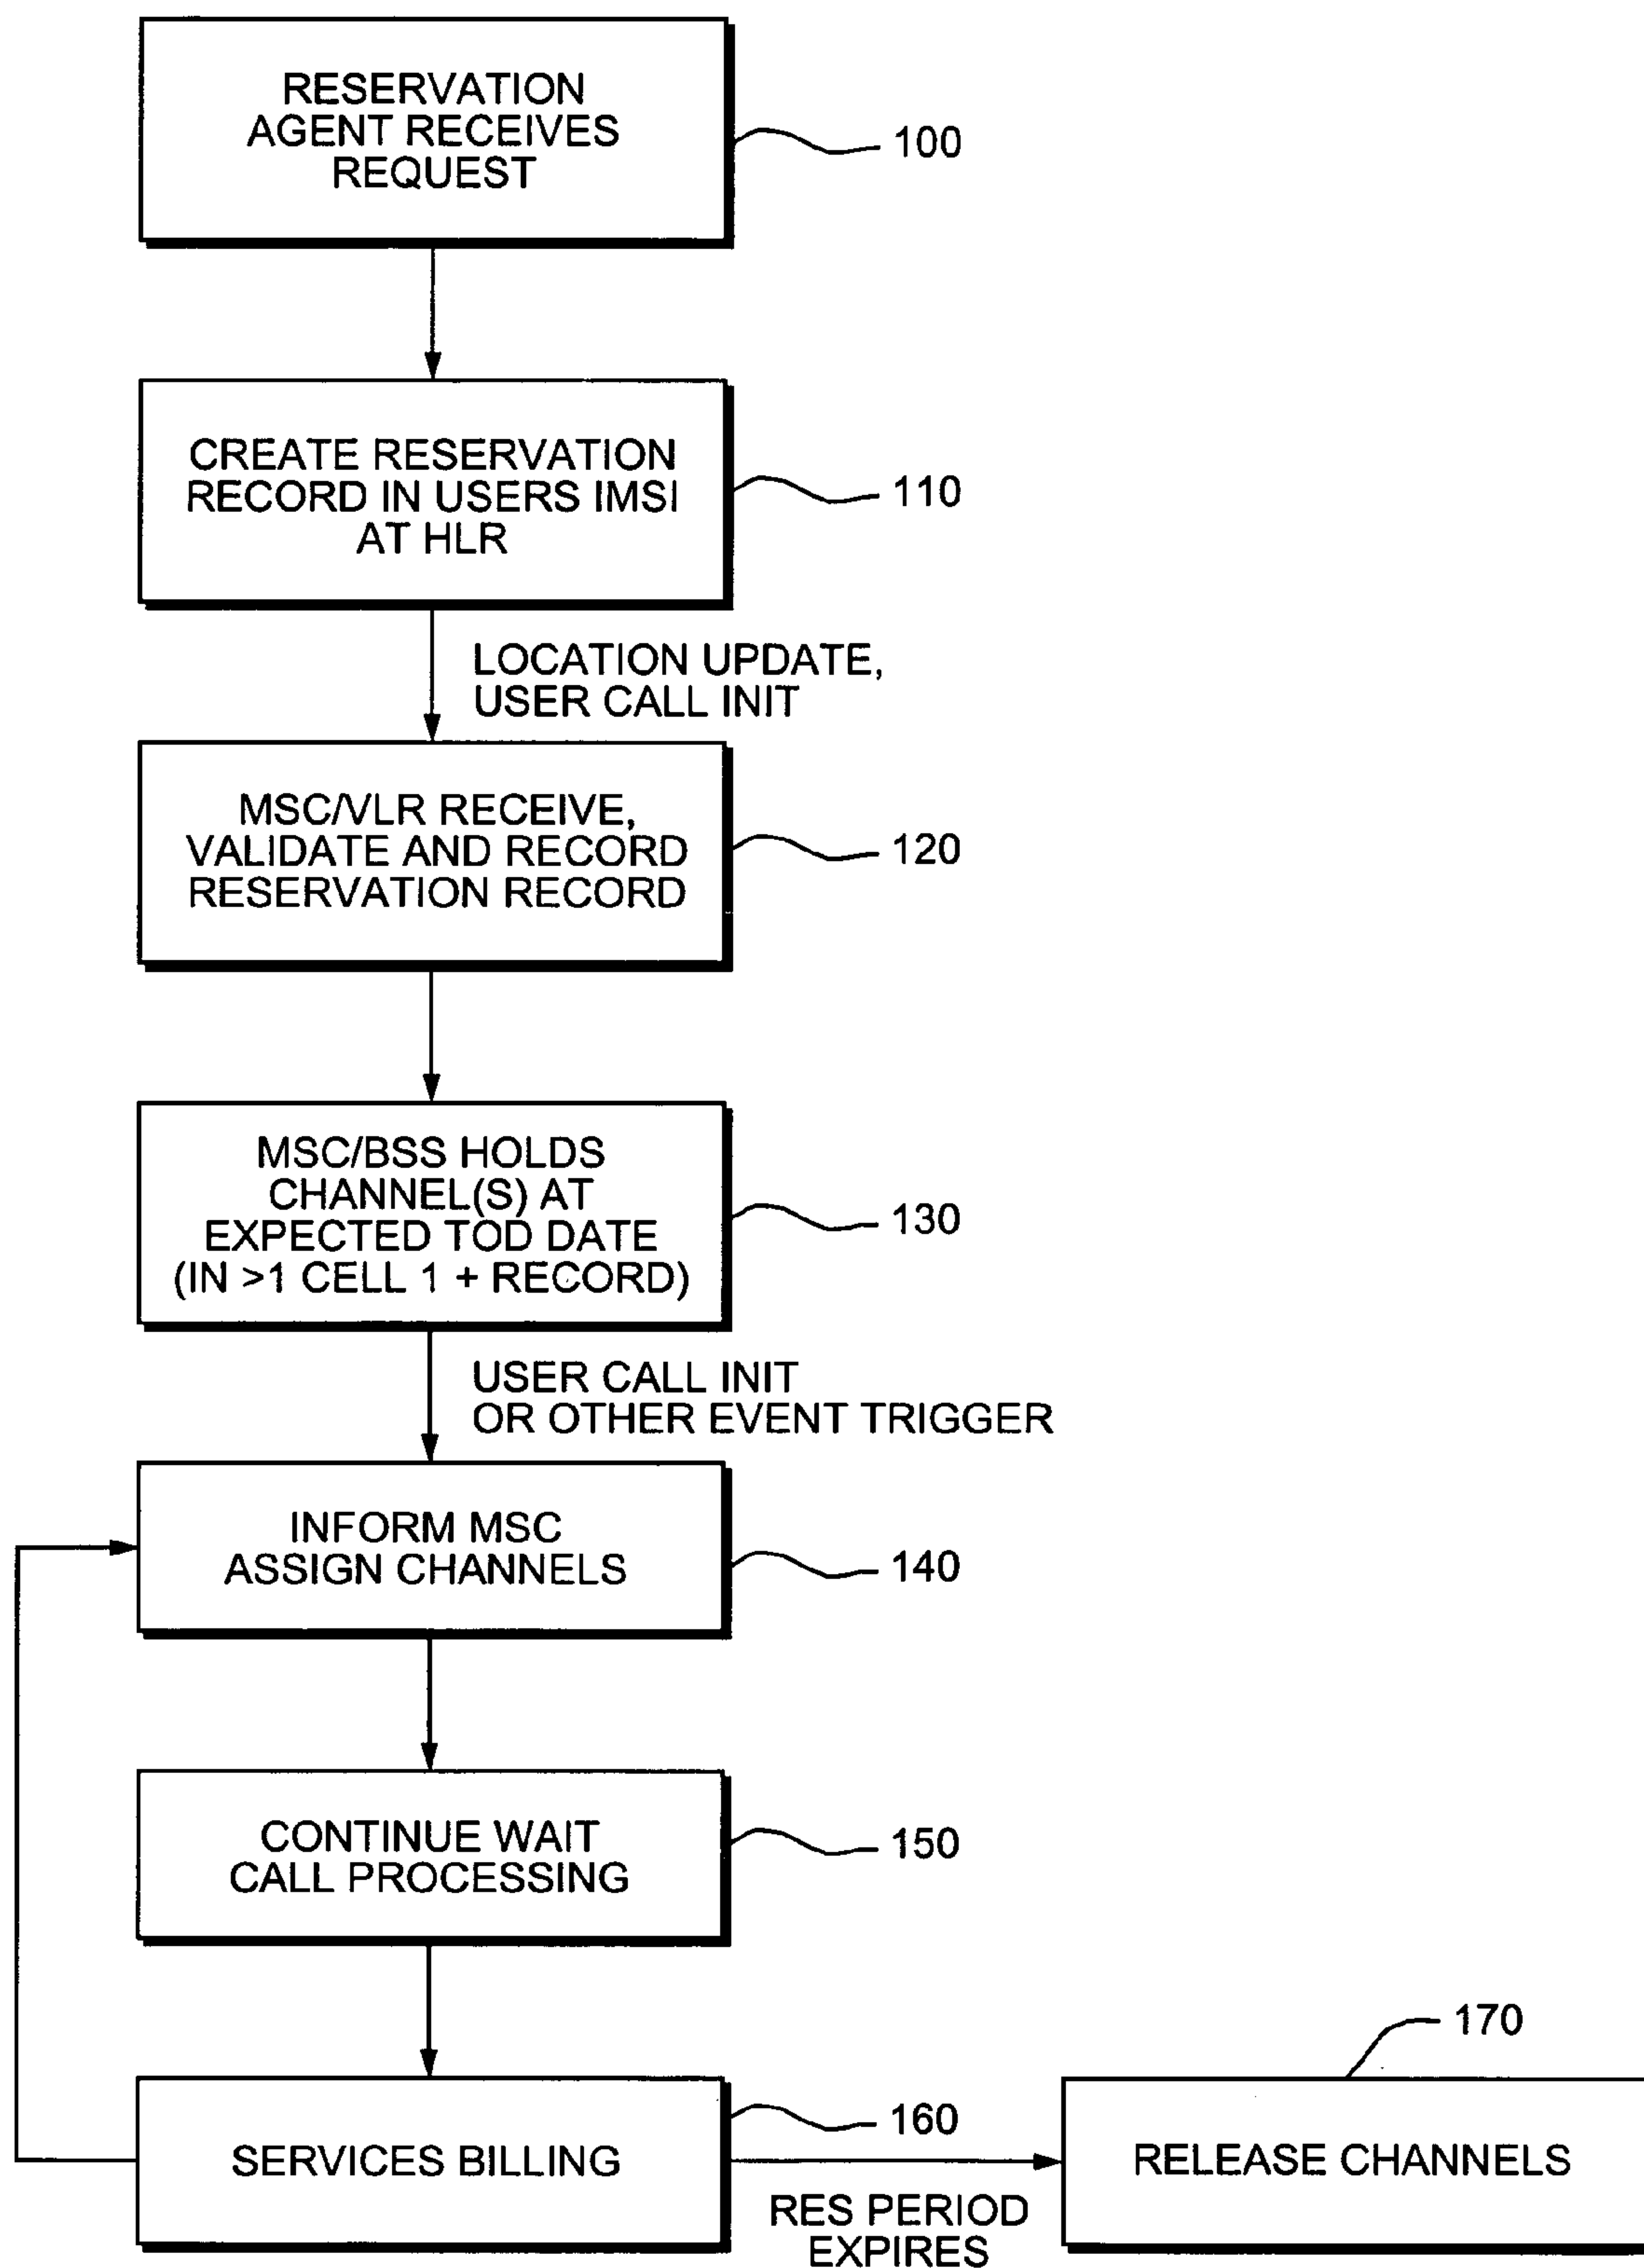 RESERVATION
AGENT RECEIVES
REQUEST
100
CREATE RESERVATION
RECORD IN USERS IMSI
AT HLR
110
LOCATION UPDATE,
USER CALL INIT
MSC/VLR RECEIVE,
VALIDATE AND RECORD
RESERVATION RECORD
120
MSC/BSS HOLDS
CHANNEL(S) AT
EXPECTED TOD DATE
(IN >1 CELL 1 + RECORD)
130
USER CALL INIT
OR OTHER EVENT TRIGGER
INFORM MSC
ASSIGN CHANNELS
140
CONTINUE WAIT
CALL PROCESSING
150
SERVICES BILLING
160
RES PERIOD
EXPIRES
170
RELEASE CHANNELS